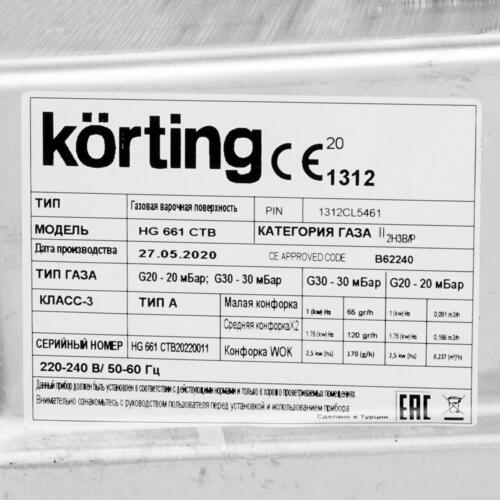 körting CE 20 1312
ТИП Газовая варочная поверхность PIN 1312CL5461
МОДЕЛЬ HG 661 CTB КАТЕГОРИЯ ГАЗА II2H3B/P
Дата производства 27.05.2020 CE APPROVED CODE B62240
ТИП ГАЗА G20 - 20 мБар; G30 - 30 мБар G30 - 30 мБар G20 - 20 мБар
КЛАСС-3 ТИП А Малая конфорка 1 (kw) Hs 65 gr/h 1 (kw) Hs 0,091 m3/h
Средняя конфоркаX2 1.75 (kw) Hs 120 gr/h 1.75 (kw) Hs 0,166 m3/h
СЕРИЙНЫЙ НОМЕР HG 661 CTB20220011 Конфорка WOK 2,5 kw (hs) 170 (g/h) 2,5 kw (hs) 0,237 (m³/h)
220-240 В/ 50-60 Гц
Данный прибор должен быть установлен в соответствии с действующими нормами и только в хорошо проветриваемых помещениях
Внимательно ознакомьтесь с руководством пользователя перед установкой и использованием прибора
Сделано в Турции
EAC